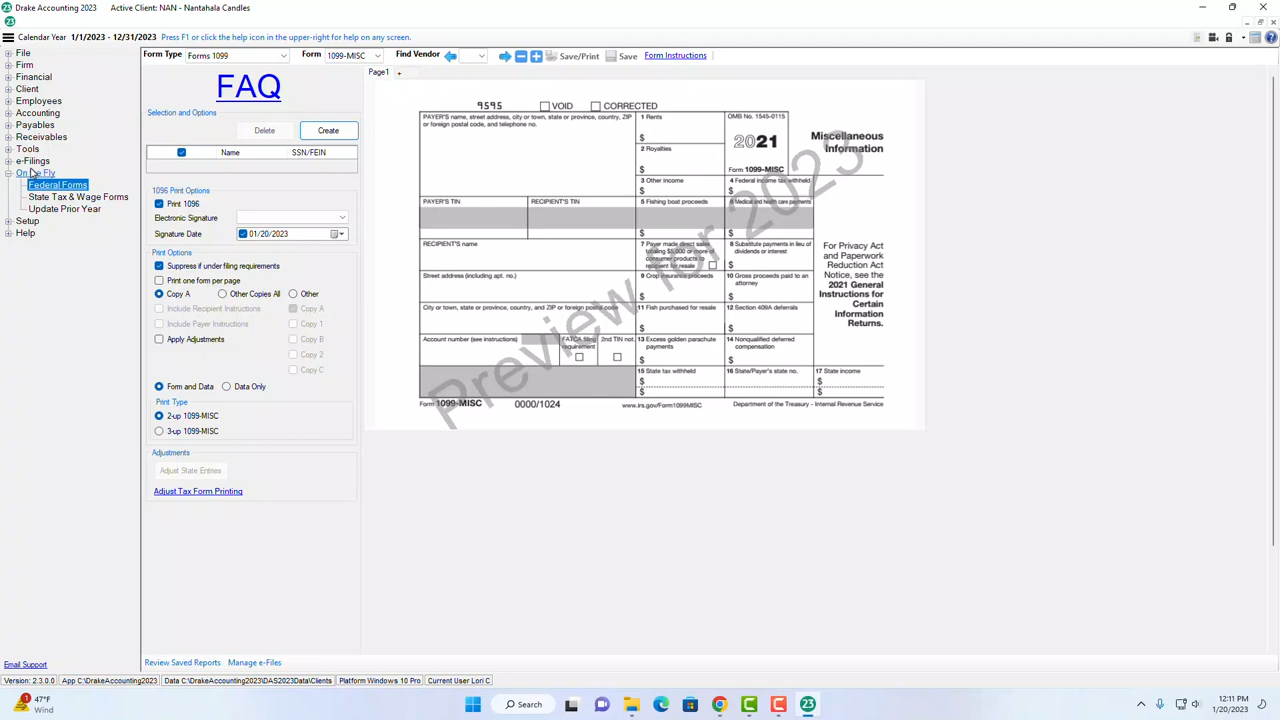 Drake Accounting 2023 Active Client: NAN - Nantahala Candles
Calendar Year 1/1/2023 - 12/31/2023 Press F1 or click the help icon in the upper-right for help on any screen.
File
Firm
Financial
Client
Employees
Accounting
Payables
Receivables
Tools
e-Filings
On the Fly
Federal Forms
State Tax & Wage Forms
Update Prior Year
Setup
Help
Email Support
Form Type Forms 1099 Form 1099-MISC Find Vendor Save/Print Save Form Instructions
FAQ
Selection and Options
Delete Create
Name SSN/FEIN
1096 Print Options
Print 1096
Electronic Signature
Signature Date 01/20/2023
Print Options
Suppress if under filing requirements
Print one form per page
Copy A Other Copies All Other
Include Recipient Instructions Copy A
Include Payer Instructions Copy 1
Apply Adjustments Copy B
Copy 2
Copy C
Form and Data Data Only
Print Type
2-up 1099-MISC
3-up 1099-MISC
Adjustments
Adjust State Entries
Adjust Tax Form Printing
Review Saved Reports Manage e-Files
Page1 +
9595 VOID CORRECTED
PAYER'S name, street address, city or town, state or province, country, ZIP
or foreign postal code, and telephone no.
1 Rents
$
2 Royalties
$
OMB No. 1545-0115
2021
Form 1099-MISC
Miscellaneous
Information
3 Other income
$
4 Federal income tax withheld
$
PAYER'S TIN RECIPIENT'S TIN
5 Fishing boat proceeds
$
6 Medical and health care payments
$
RECIPIENT'S name
7 Payer made direct sales
totaling $5,000 or more of
consumer products to
recipient for resale
8 Substitute payments in lieu of
dividends or interest
$
Street address (including apt. no.)
9 Crop insurance proceeds
$
10 Gross proceeds paid to an
attorney
$
City or town, state or province, country, and ZIP or foreign postal code
11 Fish purchased for resale
$
12 Section 409A deferrals
$
Account number (see instructions)
FATCA filing
requirement
2nd TIN not.
13 Excess golden parachute
payments
$
14 Nonqualified deferred
compensation
$
15 State tax withheld
$
$
16 State/Payer's state no.
17 State income
$
$
For Privacy Act
and Paperwork
Reduction Act
Notice, see the
2021 General
Instructions for
Certain
Information
Returns.
Form 1099-MISC 0000/1024 www.irs.gov/Form1099MISC Department of the Treasury - Internal Revenue Service
Preview for 2023
Version: 2.3.0.0 App C:\DrakeAccounting2023 Data C:\DrakeAccounting2023\DAS2023Data\Clients Platform Windows 10 Pro Current User Lori C
47°F
Wind
Search
23
12:11 PM
1/20/2023